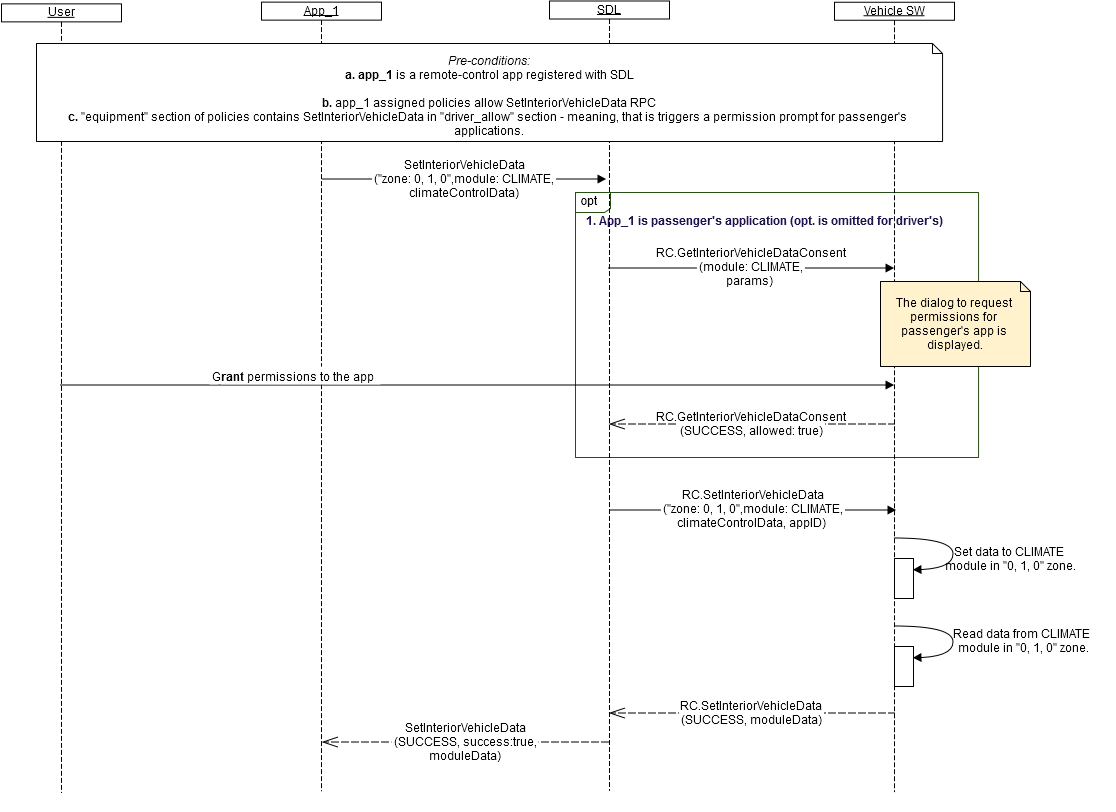 User
App_1
SDL
Vehicle SW
Pre-conditions:
a. app_1 is a remote-control app registered with SDL
b. app_1 assigned policies allow SetInteriorVehicleData RPC
c. "equipment" section of policies contains SetInteriorVehicleData in "driver_allow" section - meaning, that is triggers a permission prompt for passenger's
applications.
SetInteriorVehicleData
("zone: 0, 1, 0",module: CLIMATE,
climateControlData)
opt
1. App_1 is passenger's application (opt. is omitted for driver's)
RC.GetInteriorVehicleDataConsent
(module: CLIMATE,
params)
The dialog to request
permissions for
passenger's app is
displayed.
Grant permissions to the app
RC.GetInteriorVehicleDataConsent
(SUCCESS, allowed: true)
RC.SetInteriorVehicleData
("zone: 0, 1, 0",module: CLIMATE,
climateControlData, appID)
Set data to CLIMATE
module in "0, 1, 0" zone.
Read data from CLIMATE
module in "0, 1, 0" zone.
RC.SetInteriorVehicleData
(SUCCESS, moduleData)
SetInteriorVehicleData
(SUCCESS, success:true,
moduleData)